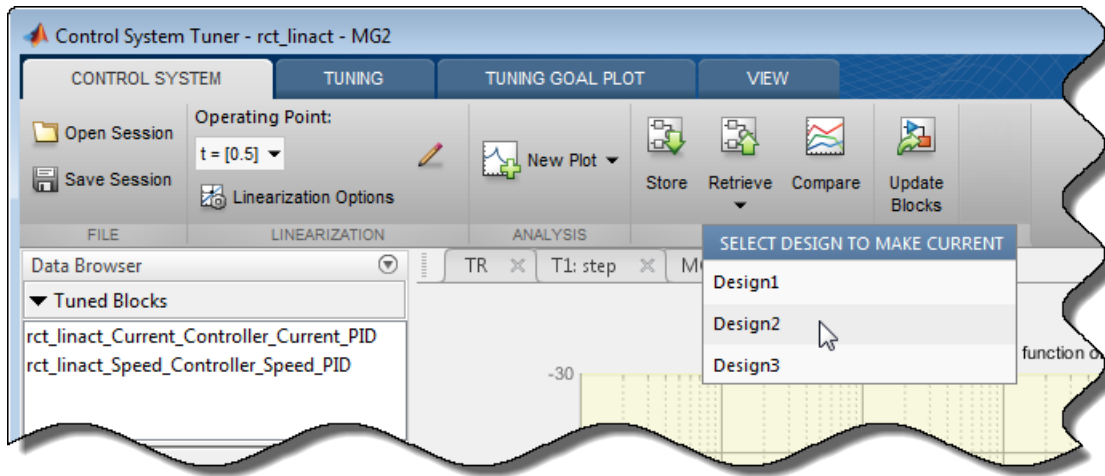 Control System Tuner - rct_linact - MG2
CONTROL SYSTEM TUNING TUNING GOAL PLOT VIEW
Open Session
Save Session
FILE
Operating Point:
t = [0.5]
Linearization Options
LINEARIZATION
New Plot
ANALYSIS
Store
Retrieve
Compare
Update
Blocks
SELECT DESIGN TO MAKE CURRENT
Design1
Design2
Design3
Data Browser
Tuned Blocks
rct_linact_Current_Controller_Current_PID
rct_linact_Speed_Controller_Speed_PID
TR
T1: step
-30
function